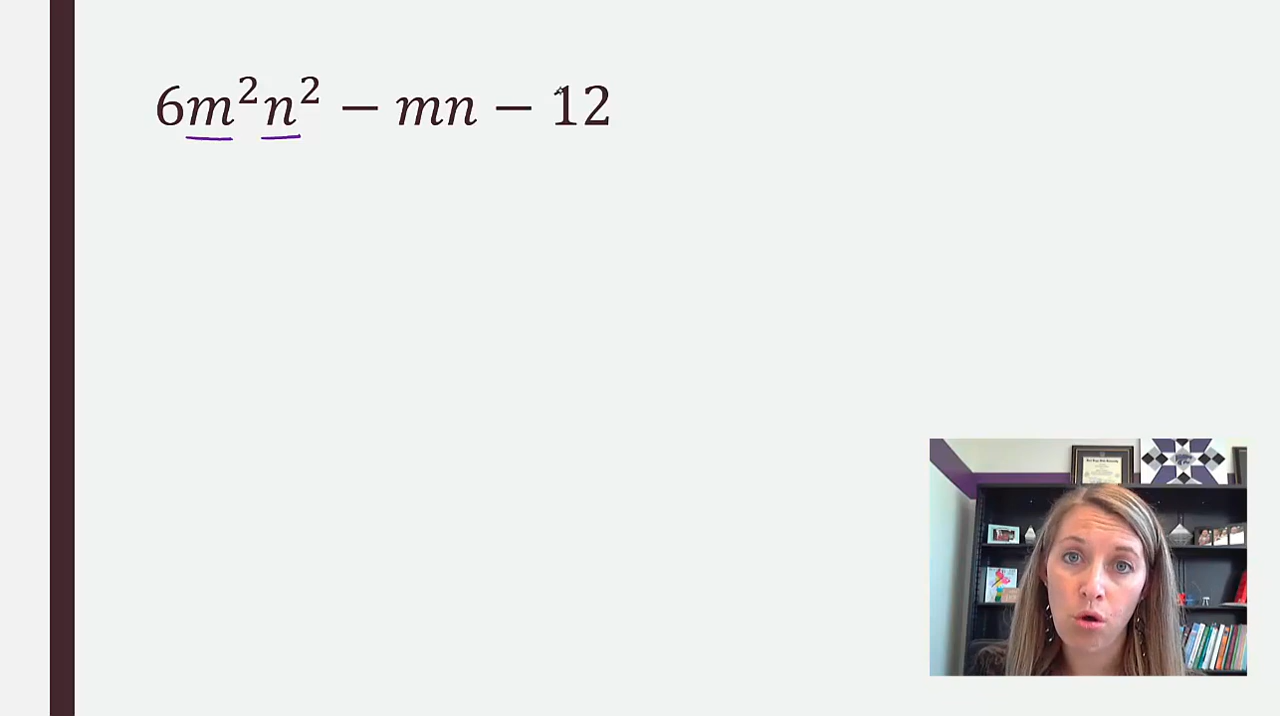 6m²n² − mn − 12